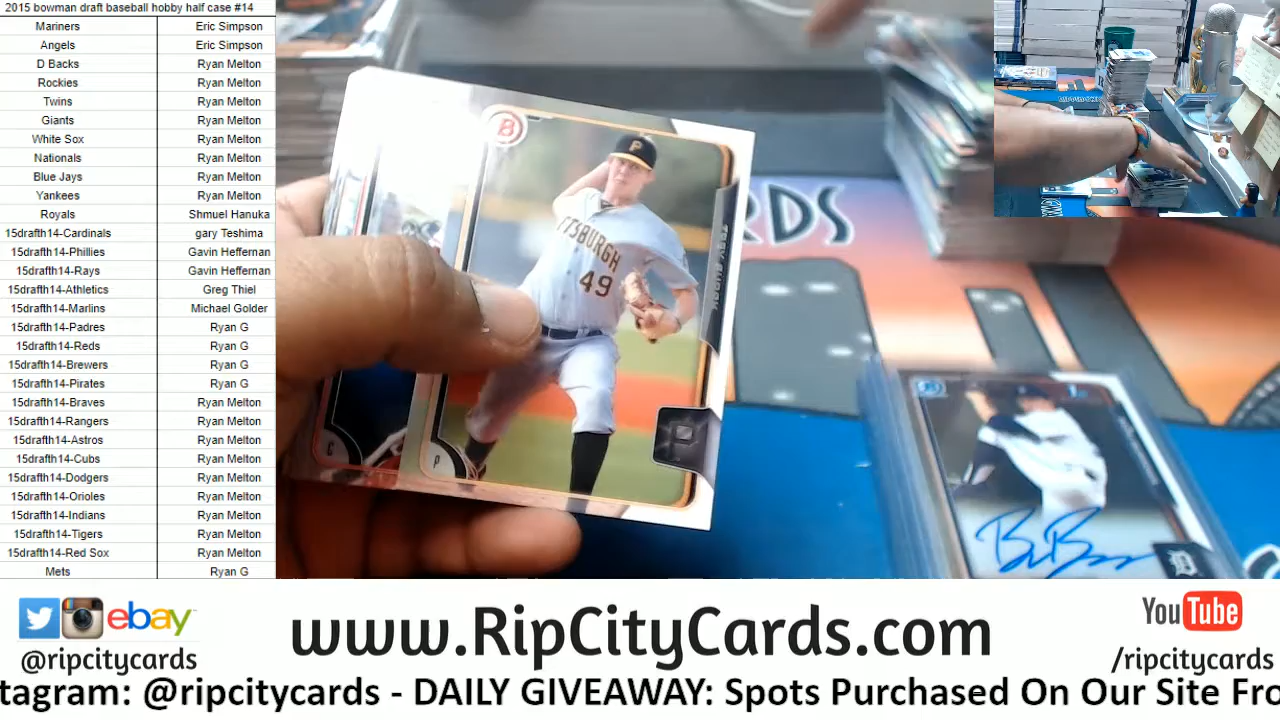 2015 bowman draft baseball hobby half case #14
Mariners Eric Simpson
Angels Eric Simpson
D Backs Ryan Melton
Rockies Ryan Melton
Twins Ryan Melton
Giants Ryan Melton
White Sox Ryan Melton
Nationals Ryan Melton
Blue Jays Ryan Melton
Yankees Ryan Melton
Royals Shmuel Hanuka
15drafth14-Cardinals gary Teshima
15drafth14-Phillies Gavin Heffernan
15drafth14-Rays Gavin Heffernan
15drafth14-Athletics Greg Thiel
15drafth14-Marlins Michael Golder
15drafth14-Padres Ryan G
15drafth14-Reds Ryan G
15drafth14-Brewers Ryan G
15drafth14-Pirates Ryan G
15drafth14-Braves Ryan Melton
15drafth14-Rangers Ryan Melton
15drafth14-Astros Ryan Melton
15drafth14-Cubs Ryan Melton
15drafth14-Dodgers Ryan Melton
15drafth14-Orioles Ryan Melton
15drafth14-Indians Ryan Melton
15drafth14-Tigers Ryan Melton
15drafth14-Red Sox Ryan Melton
Mets Ryan G
B
P
TTSBURGH
49
P
P
C
RDS
D
ebay
@ripcitycards
www.RipCityCards.com
YouTube
/ripcitycards
stagram: @ripcitycards - DAILY GIVEAWAY: Spots Purchased On Our Site Fro